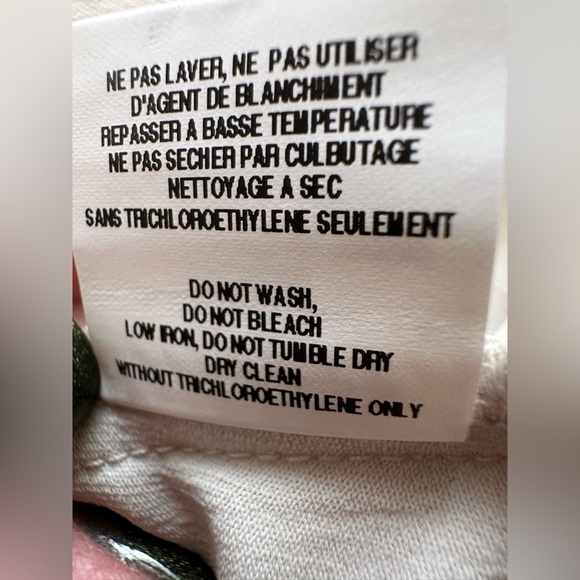 NE PAS LAVER, NE PAS UTILISER
D'AGENT DE BLANCHIMENT
REPASSER A BASSE TEMPERATURE
NE PAS SECHER PAR CULBUTAGE
NETTOYAGE A SEC
SANS TRICHLOROETHYLENE SEULEMENT
DO NOT WASH,
DO NOT BLEACH
LOW IRON, DO NOT TUMBLE DRY
DRY CLEAN
WITHOUT TRICHLOROETHYLENE ONLY